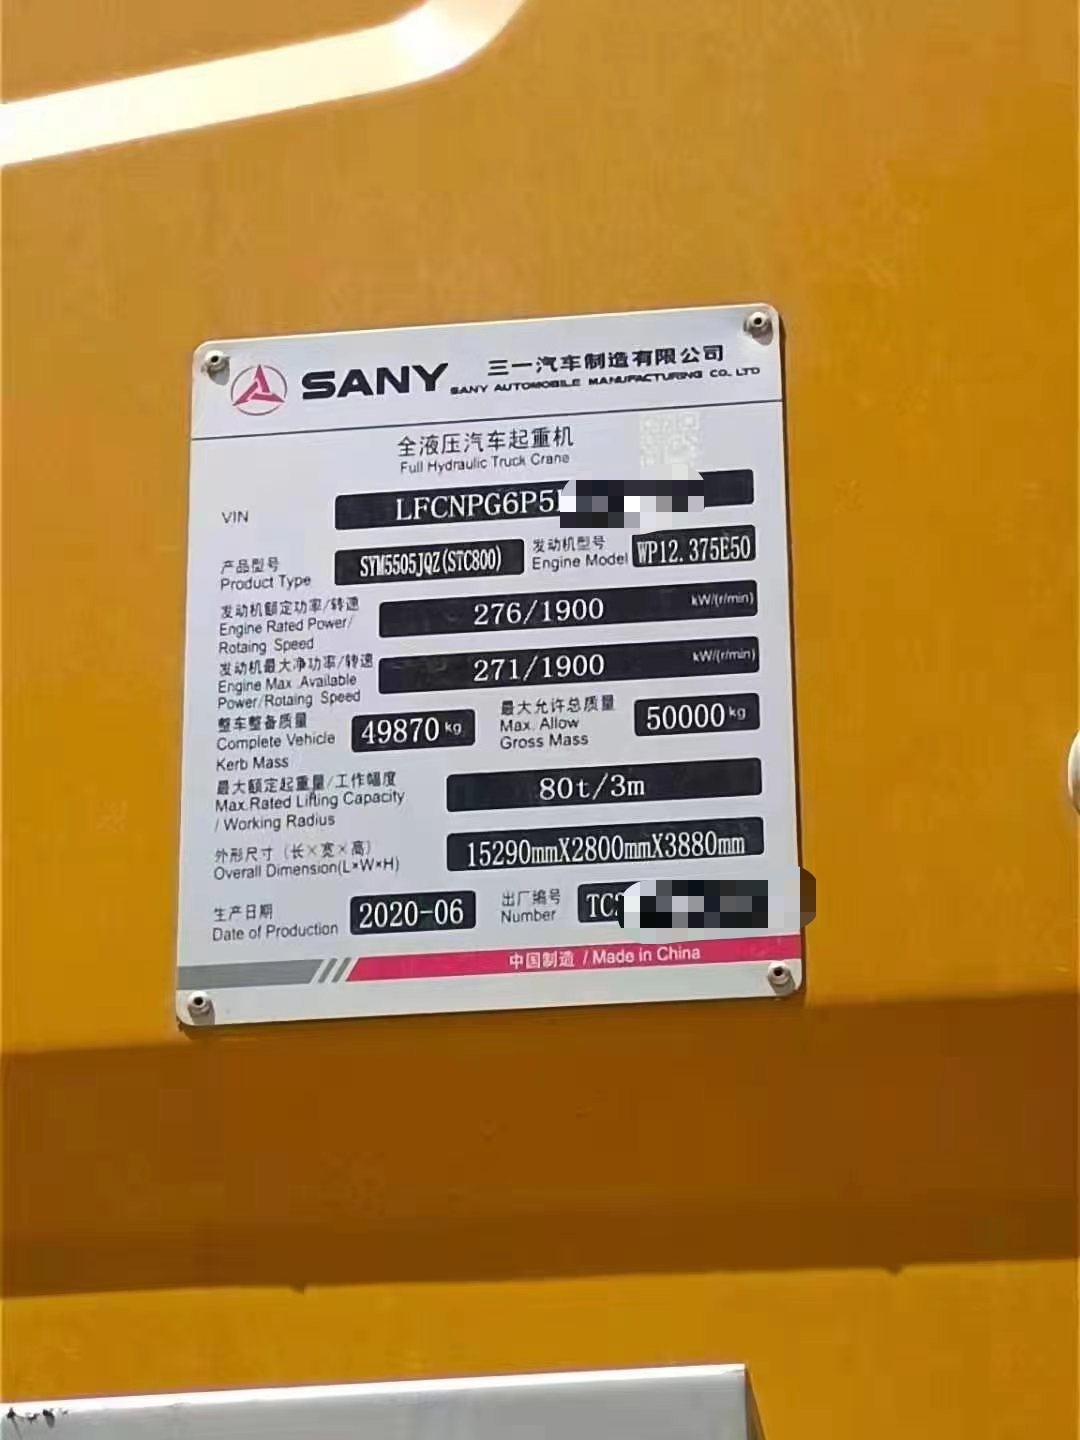 SANY 三一汽车制造有限公司
SANY AUTOMOBILE MANUFACTURING CO., LTD
全液压汽车起重机
Full Hydraulic Truck Crane
VIN LFCNPG6P5
产品型号 SYM5505JQZ(STC800) 发动机型号 WP12.375E50
Product Type Engine Model
发动机额定功率/转速 276/1900 kW/(r/min)
Engine Rated Power/
Rotaing Speed
发动机最大净功率/转速 271/1900 kW/(r/min)
Engine Max .Available
Power/Rotaing Speed
整车整备质量 49870 kg 最大允许总质量 50000 kg
Complete Vehicle Max. Allow
Kerb Mass Gross Mass
最大额定起重量/工作幅度 80t/3m
Max.Rated Lifting Capacity
/ Working Radius
外形尺寸（长×宽×高） 15290mmX2800mmX3880mm
Overall Dimension(L×W×H)
生产日期 2020-06 出厂编号 TC
Date of Production Number
中国制造 / Made in China